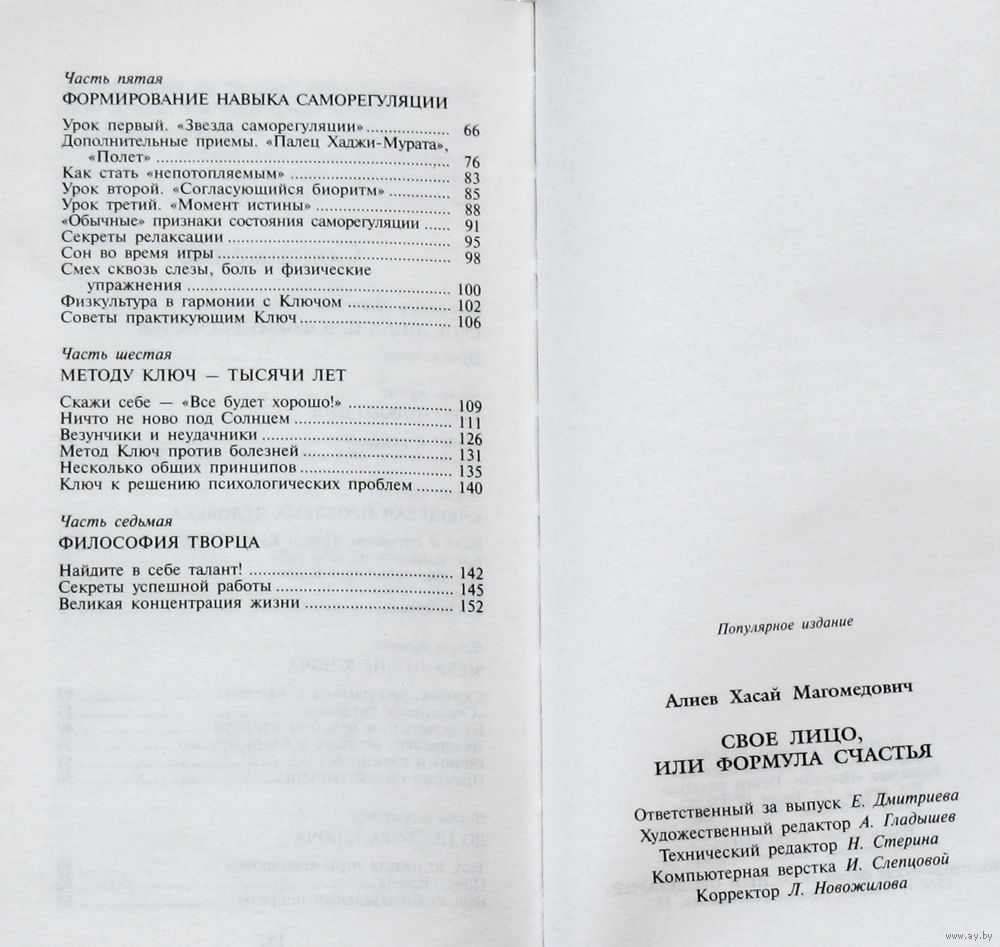 Часть пятая
ФОРМИРОВАНИЕ НАВЫКА САМОРЕГУЛЯЦИИ
Урок первый. «Звезда саморегуляции» 66
Дополнительные приемы. «Палец Хаджи-Мурата»,
«Полет» 76
Как стать «непотопляемым» 83
Урок второй. «Согласующийся биоритм» 85
Урок третий. «Момент истины» 88
«Обычные» признаки состояния саморегуляции 91
Секреты релаксации 95
Сон во время игры 98
Смех сквозь слезы, боль и физические
упражнения 100
Физкультура в гармонии с Ключом 102
Советы практикующим Ключ 106
Часть шестая
МЕТОДУ КЛЮЧ — ТЫСЯЧИ ЛЕТ
Скажи себе — «Все будет хорошо!» 109
Ничто не ново под Солнцем 111
Везунчики и неудачники 126
Метод Ключ против болезней 131
Несколько общих принципов 135
Ключ к решению психологических проблем 140
Часть седьмая
ФИЛОСОФИЯ ТВОРЦА
Найдите в себе талант! 142
Секреты успешной работы 145
Великая концентрация жизни 152
Популярное издание
Алиев Хасай Магомедович
СВОЕ ЛИЦО,
ИЛИ ФОРМУЛА СЧАСТЬЯ
Ответственный за выпуск Е. Дмитриева
Художественный редактор А. Гладышев
Технический редактор Н. Стерина
Компьютерная верстка И. Слепцовой
Корректор Л. Новожилова
www.ay.by